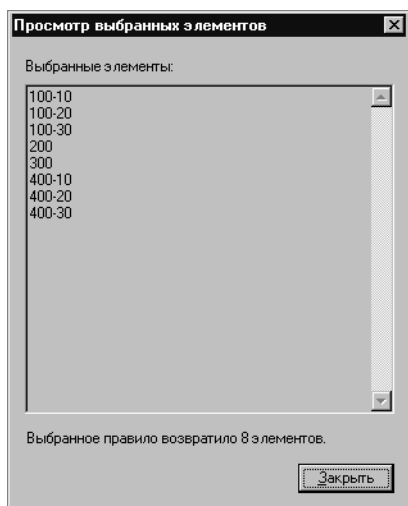 Просмотр выбранных элементов
Выбранные элементы:
100-10
100-20
100-30
200
300
400-10
400-20
400-30
Выбранное правило возвратило 8 элементов.
Закрыть